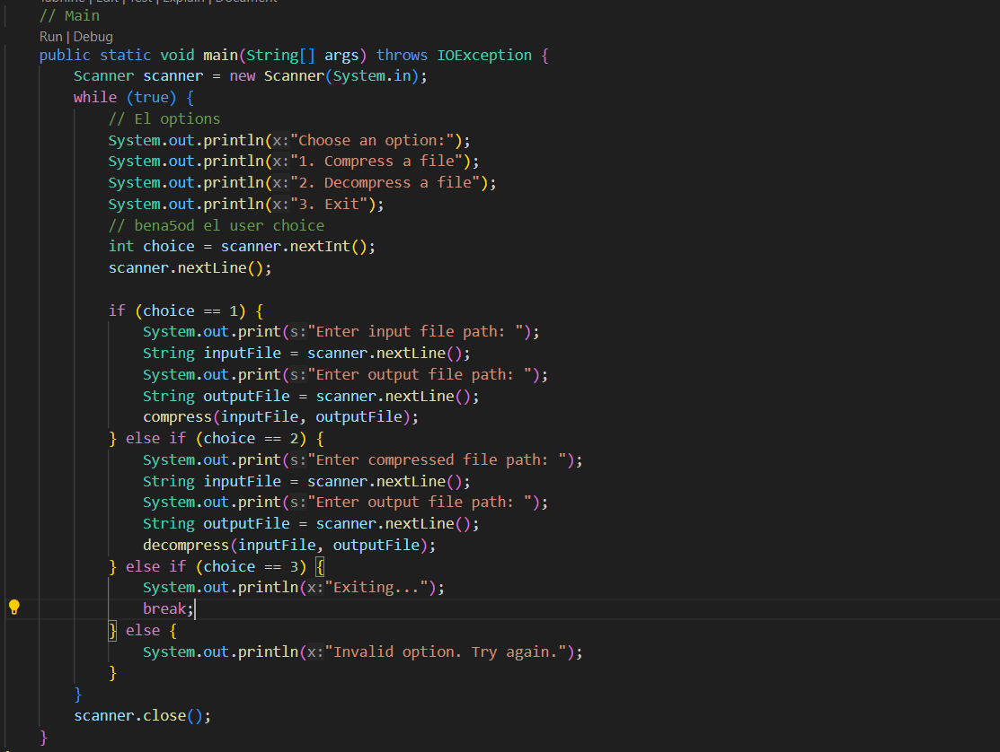 Tabnine | Edit | Test | Explain | Document
// Main
Run | Debug
public static void main(String[] args) throws IOException {
Scanner scanner = new Scanner(System.in);
while (true) {
// El options
System.out.println(x:"Choose an option:");
System.out.println(x:"1. Compress a file");
System.out.println(x:"2. Decompress a file");
System.out.println(x:"3. Exit");
// bena5od el user choice
int choice = scanner.nextInt();
scanner.nextLine();
if (choice == 1) {
System.out.print(s:"Enter input file path: ");
String inputFile = scanner.nextLine();
System.out.print(s:"Enter output file path: ");
String outputFile = scanner.nextLine();
compress(inputFile, outputFile);
} else if (choice == 2) {
System.out.print(s:"Enter compressed file path: ");
String inputFile = scanner.nextLine();
System.out.print(s:"Enter output file path: ");
String outputFile = scanner.nextLine();
decompress(inputFile, outputFile);
} else if (choice == 3) {
System.out.println(x:"Exiting...");
break;
} else {
System.out.println(x:"Invalid option. Try again.");
}
}
scanner.close();
}